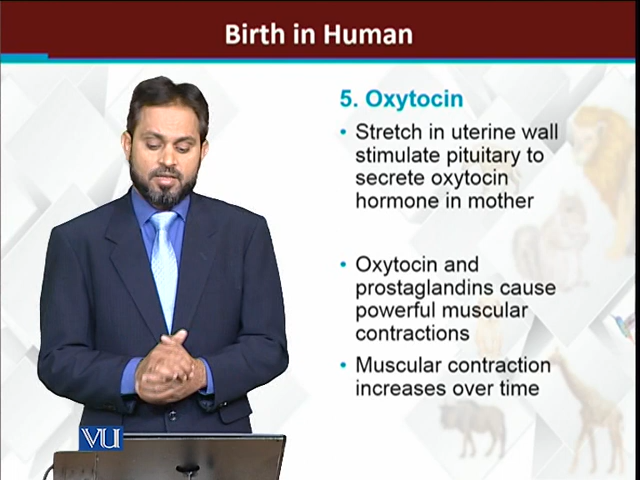 Birth in Human
5. Oxytocin
• Stretch in uterine wall
stimulate pituitary to
secrete oxytocin
hormone in mother
• Oxytocin and
prostaglandins cause
powerful muscular
contractions
• Muscular contraction
increases over time
VU